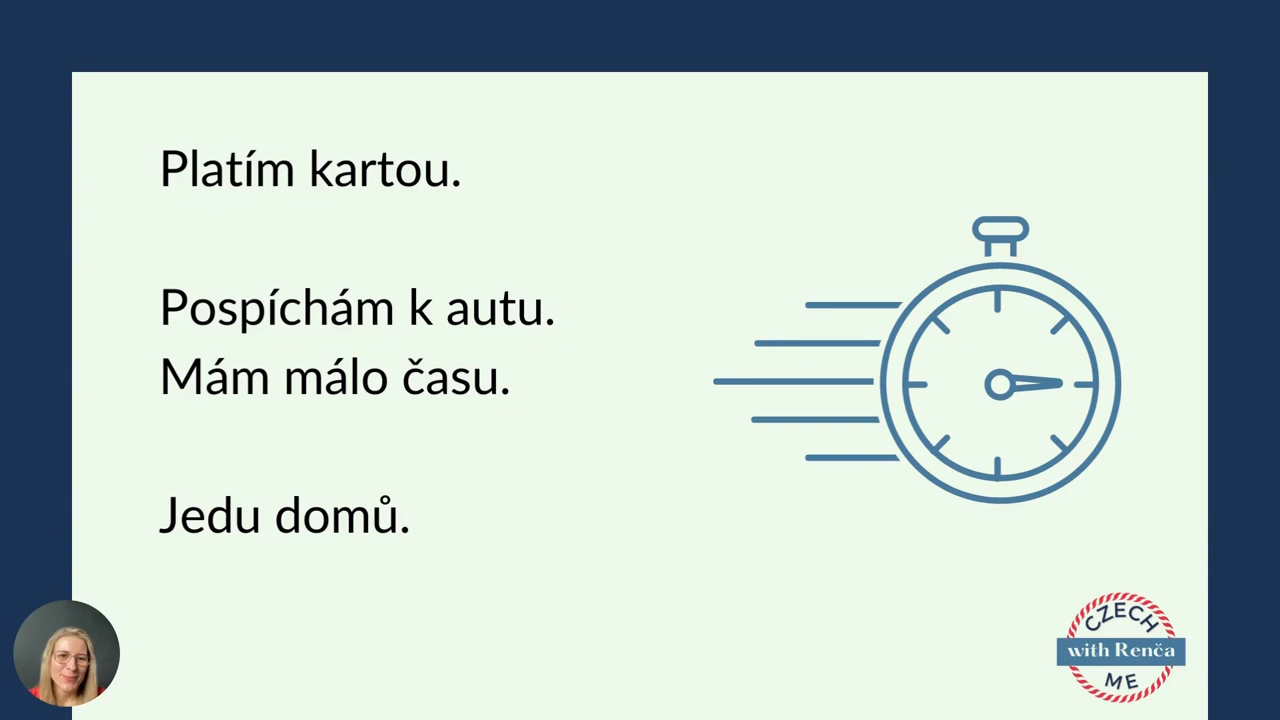 Platím kartou.
Pospíchám k autu.
Mám málo času.
Jedu domů.
CZECH
with Renča
ME